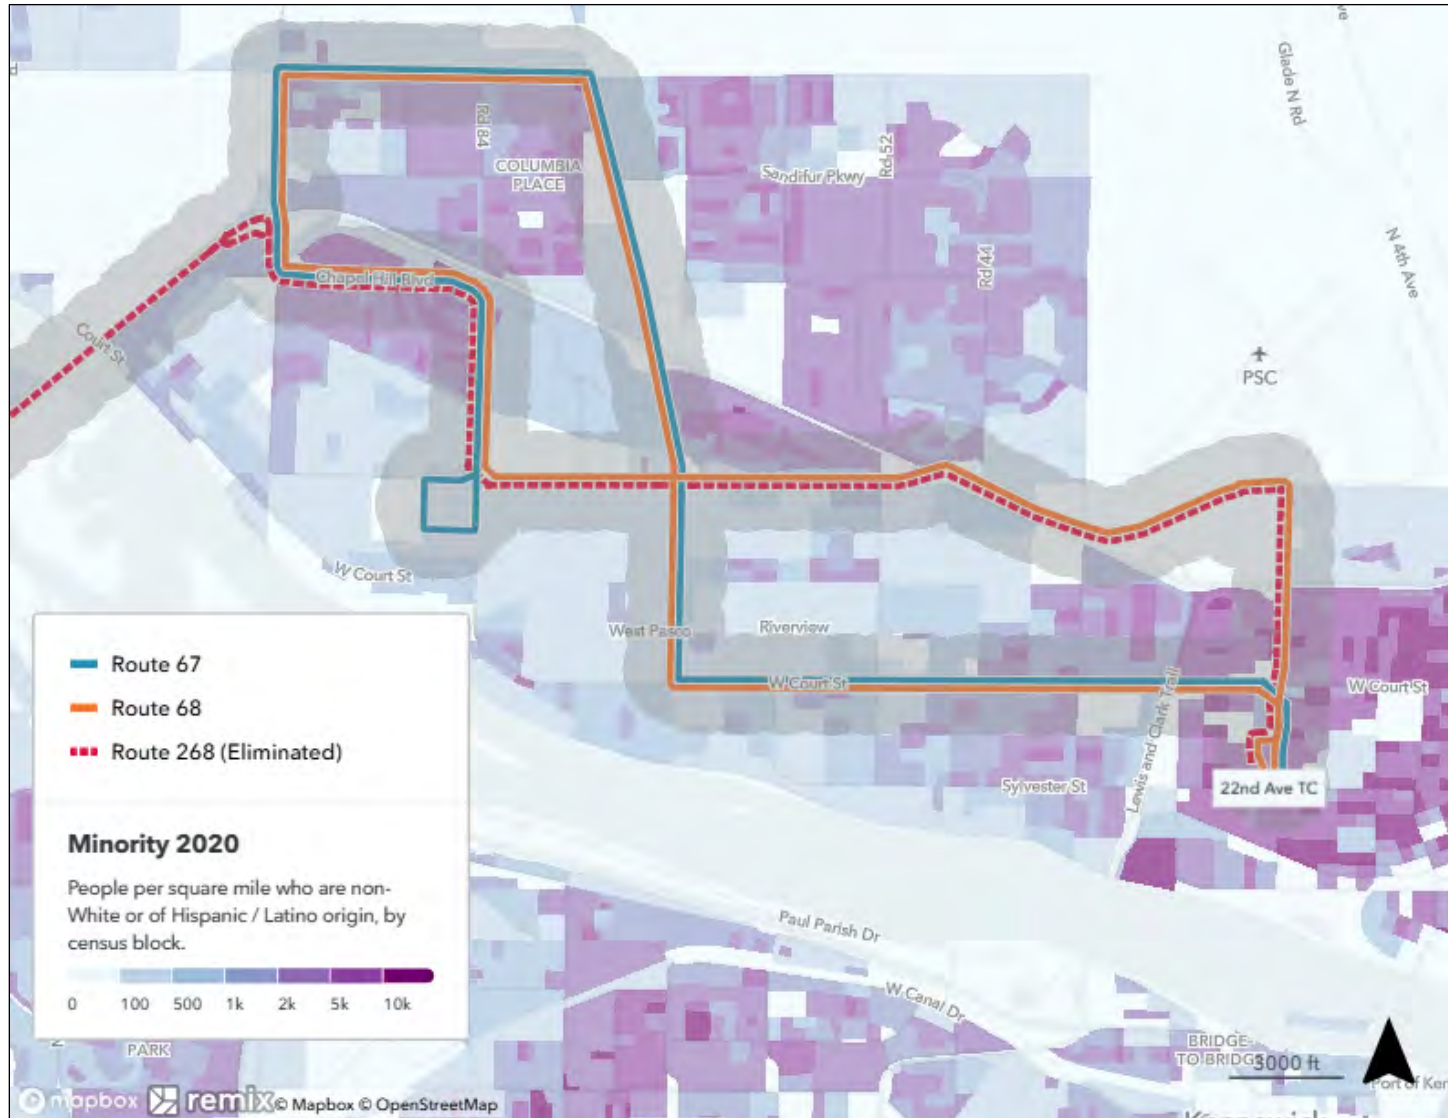 ve
Glade N Rd
d
Rd 84
COLUMBIA
PLACE
Sandifur Pkwy
Rd 52
N 4th Ave
Rd 44
Chapel Hill Blvd
Court St
PSC
W Court St
West Pasco
Riverview
W Court St
W Court St
Lewis and Clark Trail
Sylvester St
22nd Ave TC
Route 67
Route 68
Route 268 (Eliminated)
Minority 2020
People per square mile who are non-
White or of Hispanic / Latino origin, by
census block.
0 100 500 1k 2k 5k 10k
Paul Parish Dr
W Canal Dr
PARK
BRIDGE-
TO BRIDGE
3000 ft
Port of Ker
mapbox remix © Mapbox © OpenStreetMap